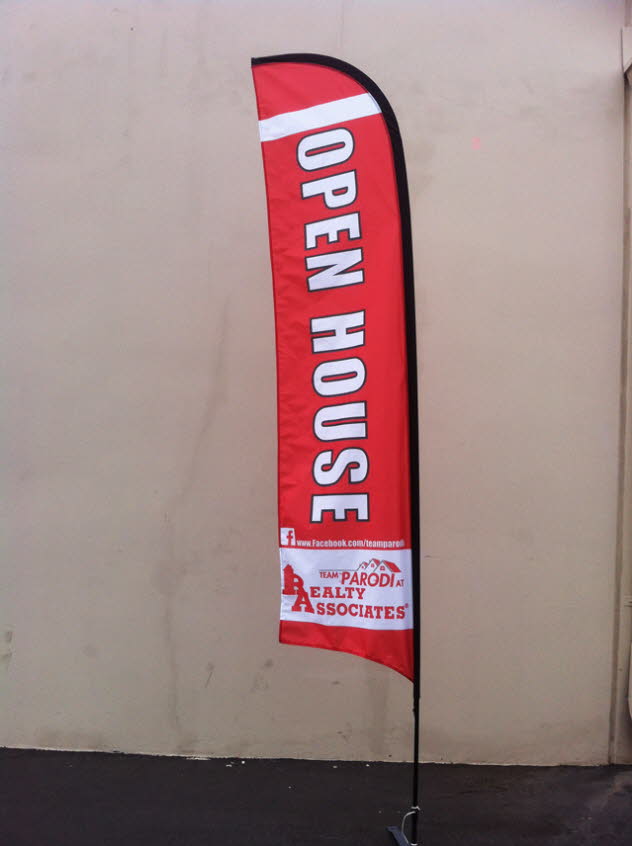 OPEN HOUSE
f www.Facebook.com/teamparodi
TEAM PARODI AT
REALTY
ASSOCIATES®